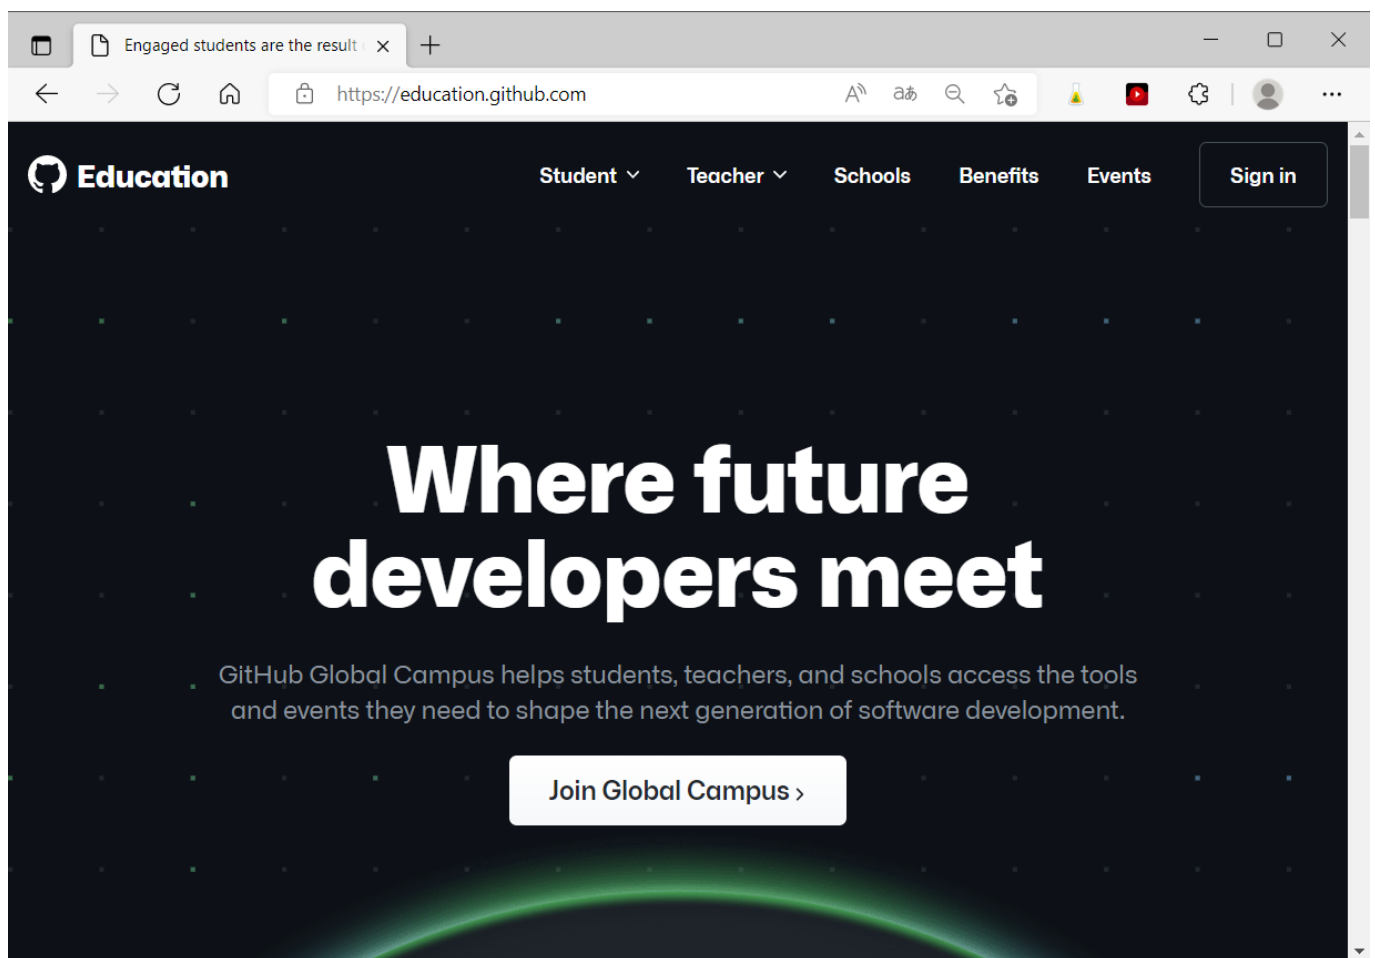 Engaged students are the result
https://education.github.com
Education
Student
Teacher
Schools
Benefits
Events
Sign in
Where future
developers meet
GitHub Global Campus helps students, teachers, and schools access the tools
and events they need to shape the next generation of software development.
Join Global Campus ›